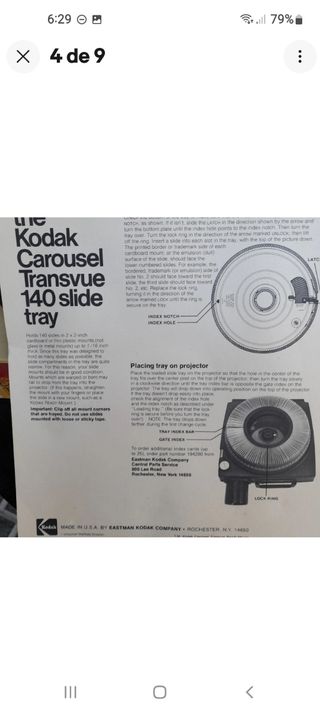 6:29
79%
4 de 9
the
Kodak
Carousel
Transvue
140 slide
tray
Holds 140 slides in 2 x 2-inch
cardboard or thin plastic mounts (not
glass or metal mounts) up to 1/16 inch
thick. Since this tray was designed to
hold as many slides as possible, the
slide compartments in the tray are quite
narrow. For this reason, your slide
mounts should be in good condition.
Mounts which are warped or bent may
fail to drop from the tray into the
projector. (If this happens, straighten
the mount with your fingers or place
the slide in a new mount, such as a
KODAK READY-MOUNT.)
Important: Clip off all mount corners
that are frayed. Do not use slides
mounted with loose or sticky tape.
notch, as shown. If it isn't, slide the LATCH in the direction shown by the arrow and
turn the bottom plate until the index hole points to the index notch. Then turn the
tray over. Turn the lock ring in the direction of the arrow marked UNLOCK; then lift
off the ring. Insert a slide into each slot in the tray, with the top of the picture down.
The printed border or trademark side of each
cardboard mount, or the emulsion (dull)
surface of the slide, should face the
lower numbered slides. For example, the
bordered, trademark (or emulsion) side of
slide No. 2 should face toward the first
slide, the third slide should face toward
No. 2, etc. Replace the lock ring,
turning it in the direction of the
arrow marked LOCK until the ring is
secure on the tray.
LATC
INDEX NOTCH
INDEX HOLE
Placing tray on projector
Place the loaded slide tray on the projector so that the hole in the center of the
tray fits over the center post on the top of the projector; then turn the tray slowly
in a clockwise direction until the tray index bar is opposite the gate index on the
projector. The tray will drop down into operating position on the top of the projector.
If the tray doesn't drop easily into place,
check the alignment of the index hole
and the index notch as described under
"Loading tray." (Be sure that the lock
ring is secure before you turn the tray
over!) NOTE: The tray drops down
farther during the first change cycle.
TRAY INDEX BAR
GATE INDEX
To order additional index cards (up
to 25), order part number 194290 from
Eastman Kodak Company
Central Parts Service
800 Lee Road
Rochester, New York 14650
LOCK RING
Kodak
MADE IN U.S.A. BY EASTMAN KODAK COMPANY • ROCHESTER, N.Y. 14650